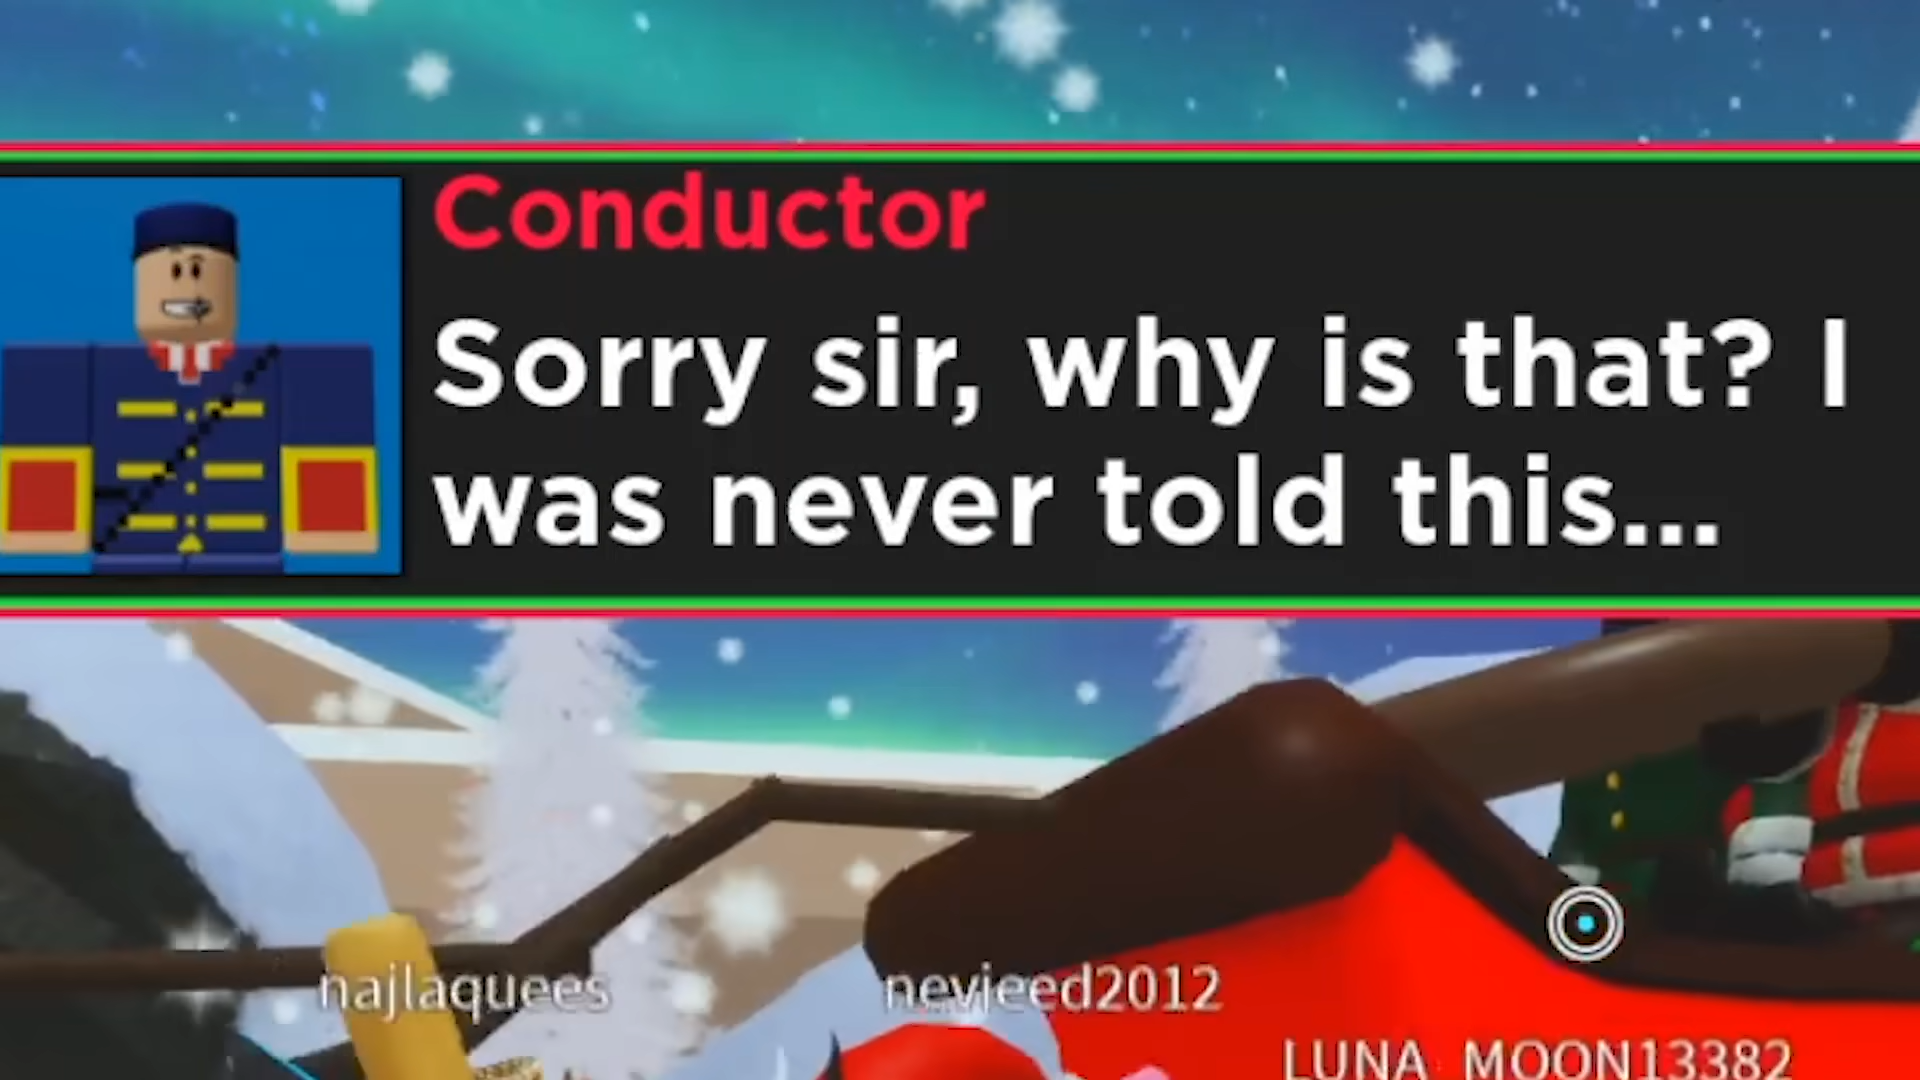 Conductor
Sorry sir, why is that? I
was never told this...
najlaquees
nevjeed2012
LUNA_MOON13382